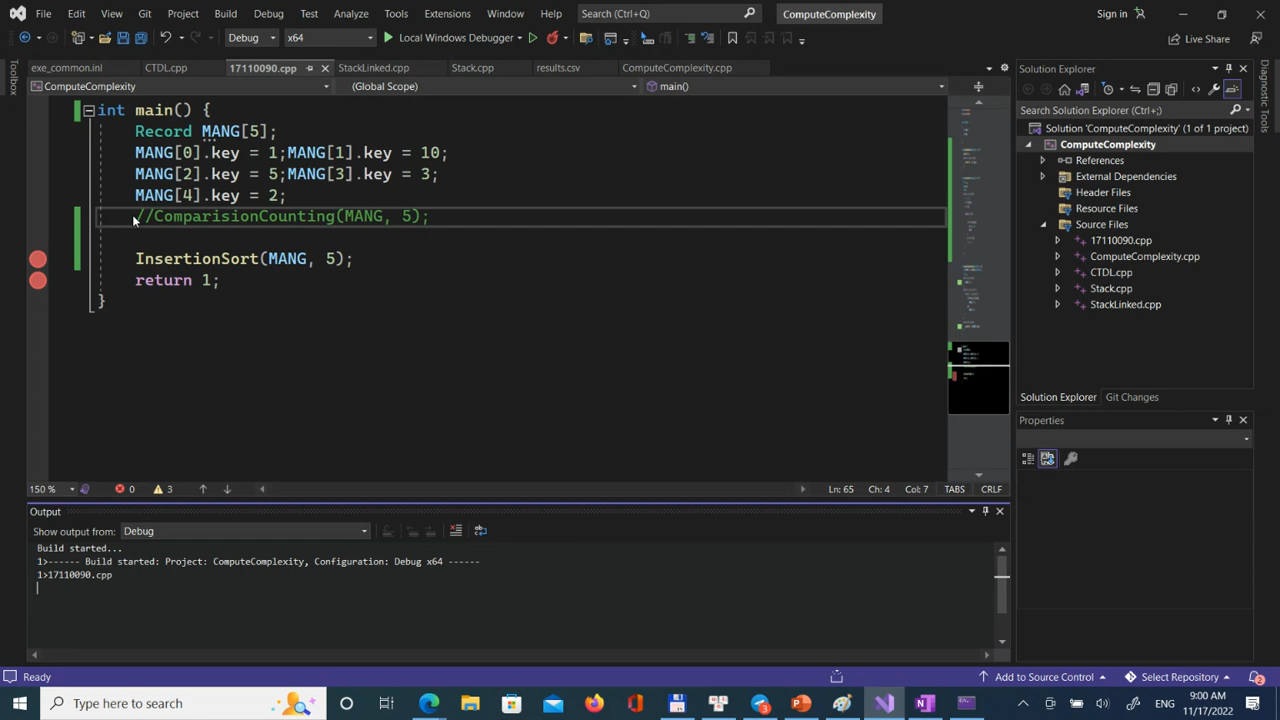 File Edit View Git Project Build Debug Test Analyze Tools Extensions Window Help Search (Ctrl+Q) ComputeComplexity Sign in
Debug x64 Local Windows Debugger Live Share
exe_common.inl CTDL.cpp 17110090.cpp StackLinked.cpp Stack.cpp results.csv ComputeComplexity.cpp
ComputeComplexity (Global Scope) main()
Toolbox
int main() {
Record MANG[5];
MANG[0].key = 1;MANG[1].key = 10;
MANG[2].key = 5;MANG[3].key = 3;
MANG[4].key = 2;
//ComparisionCounting(MANG, 5);
InsertionSort(MANG, 5);
return 1;
}
150 % 0 3 Ln: 65 Ch: 4 Col: 7 TABS CRLF
Output
Show output from: Debug
Build started...
1>------ Build started: Project: ComputeComplexity, Configuration: Debug x64 ------
1>17110090.cpp
Solution Explorer
Search Solution Explorer (Ctrl+;)
Solution 'ComputeComplexity' (1 of 1 project)
ComputeComplexity
References
External Dependencies
Header Files
Resource Files
Source Files
17110090.cpp
ComputeComplexity.cpp
CTDL.cpp
Stack.cpp
StackLinked.cpp
Solution Explorer Git Changes
Properties
Diagnostic Tools
Ready Add to Source Control Select Repository 2
Type here to search ENG 9:00 AM
11/17/2022